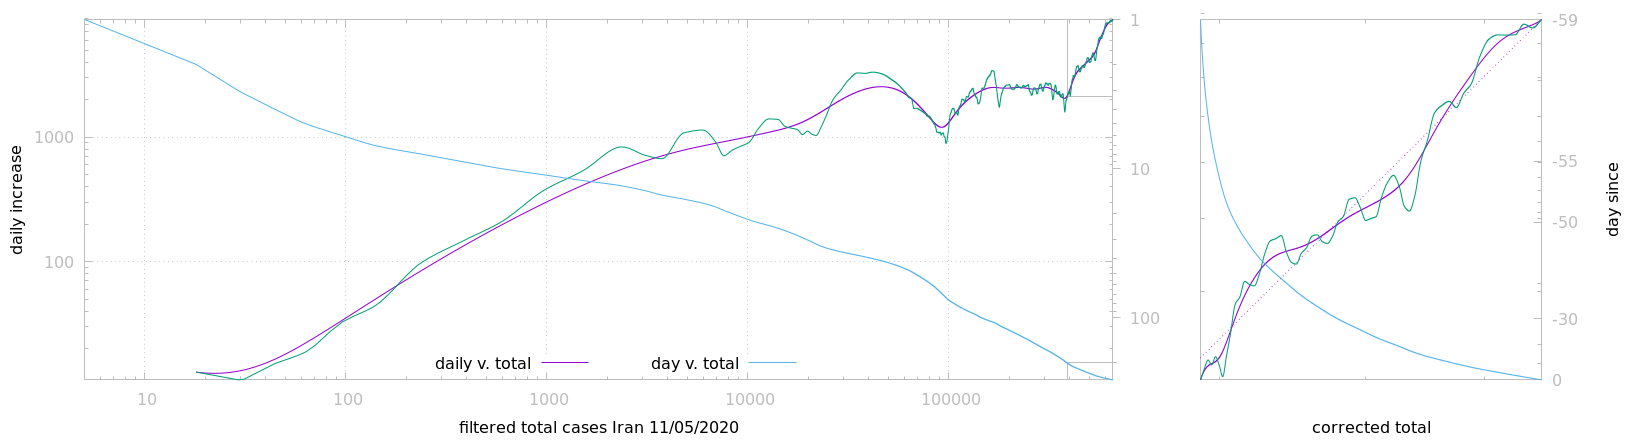 1
-59
1000
10
-55
daily increase
-50
day since
100
100
-30
daily v. total
day v. total
0
10
100
1000
10000
100000
filtered total cases Iran 11/05/2020
corrected total